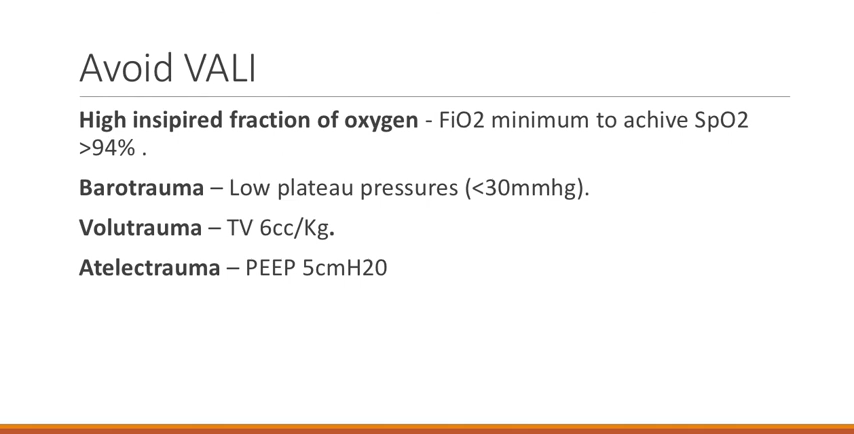 Avoid VALI
High insipired fraction of oxygen - FiO2 minimum to achive SpO2
>94% .
Barotrauma – Low plateau pressures (<30mmhg).
Volutrauma – TV 6cc/Kg.
Atelectrauma – PEEP 5cmH20